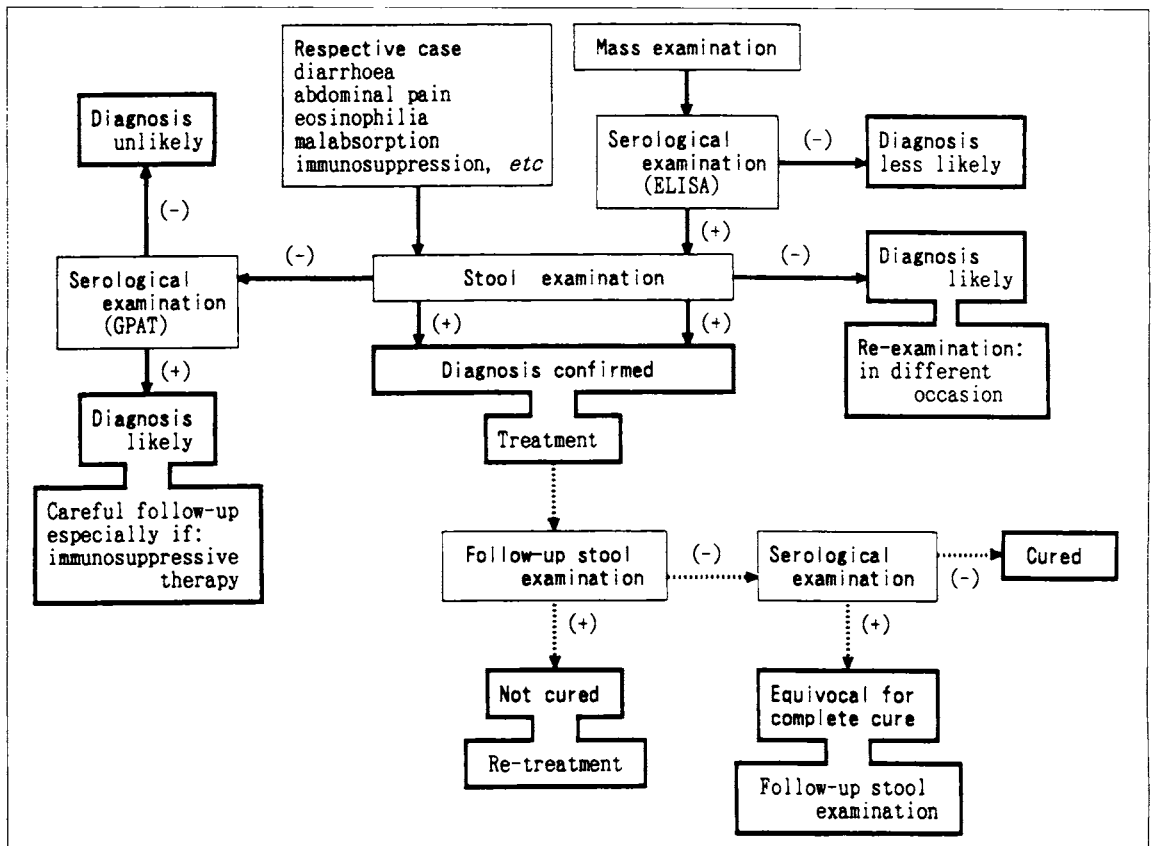 Respective case
diarrhoea
abdominal pain
eosinophilia
malabsorption
immunosuppression, etc
Mass examination
Serological
examination
(ELISA)
(-)
Diagnosis
less likely
(+)
Diagnosis
unlikely
(-)
Serological
examination
(GPAT)
(-)
Stool examination
(-)
Diagnosis
likely
Re-examination:
in different
occasion
(+)
(+)
Diagnosis confirmed
Treatment
(+)
Diagnosis
likely
Careful follow-up
especially if:
immunosuppressive
therapy
Follow-up stool
examination
(-)
Serological
examination
(-)
Cured
(+)
Not cured
Re-treatment
(+)
Equivocal for
complete cure
Follow-up stool
examination